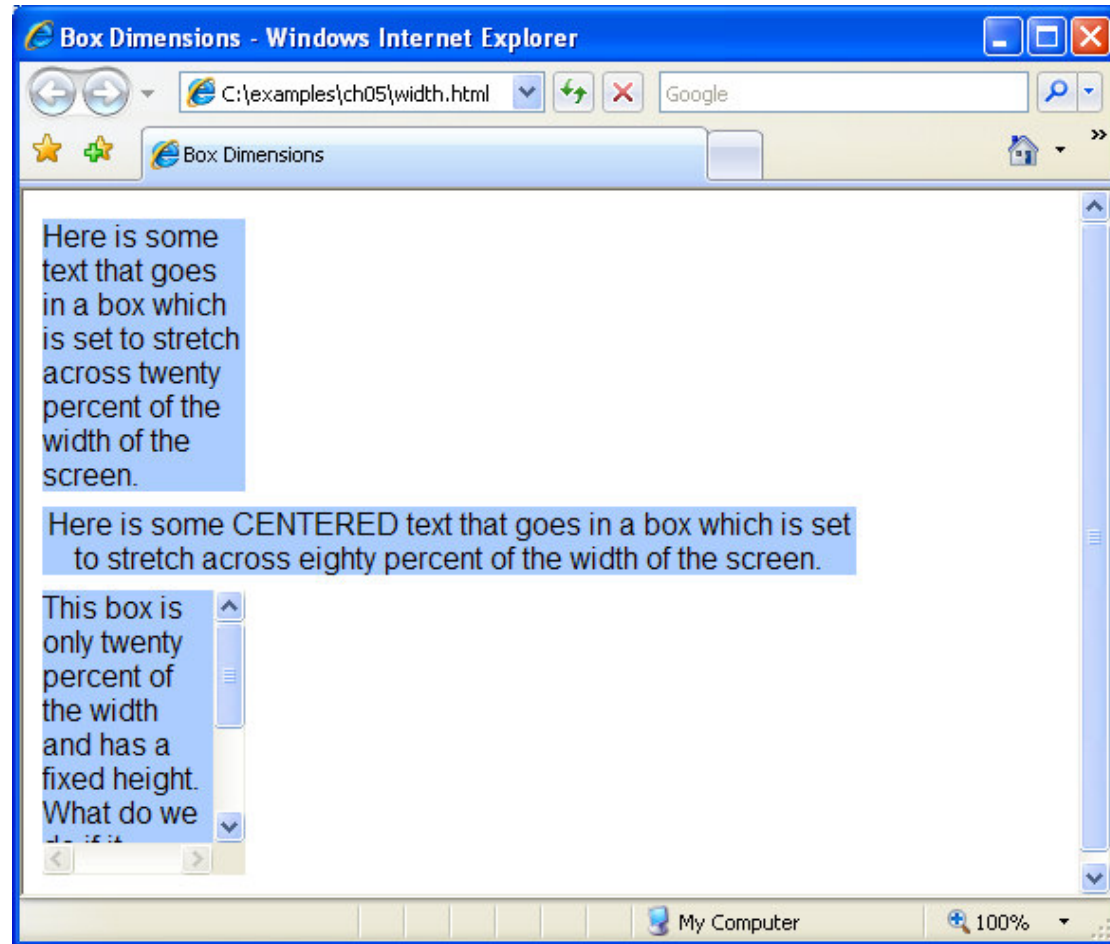 Box Dimensions - Windows Internet Explorer
C:\examples\ch05\width.html
Google
Box Dimensions
Here is some
text that goes
in a box which
is set to stretch
across twenty
percent of the
width of the
screen.
Here is some CENTERED text that goes in a box which is set
to stretch across eighty percent of the width of the screen.
This box is
only twenty
percent of
the width
and has a
fixed height.
What do we
do if it
My Computer
100%